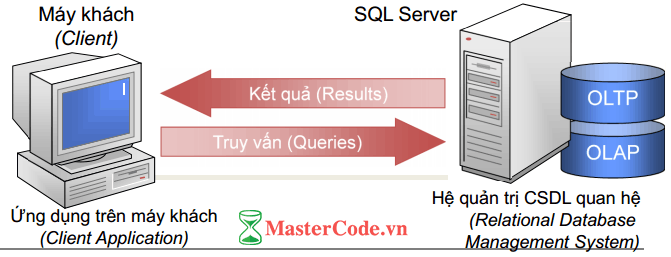 Máy khách
(Client)
SQL Server
Kết quả (Results)
Truy vấn (Queries)
OLTP
OLAP
Ứng dụng trên máy khách
(Client Application)
MasterCode.vn
Hệ quản trị CSDL quan hệ
(Relational Database
Management System)